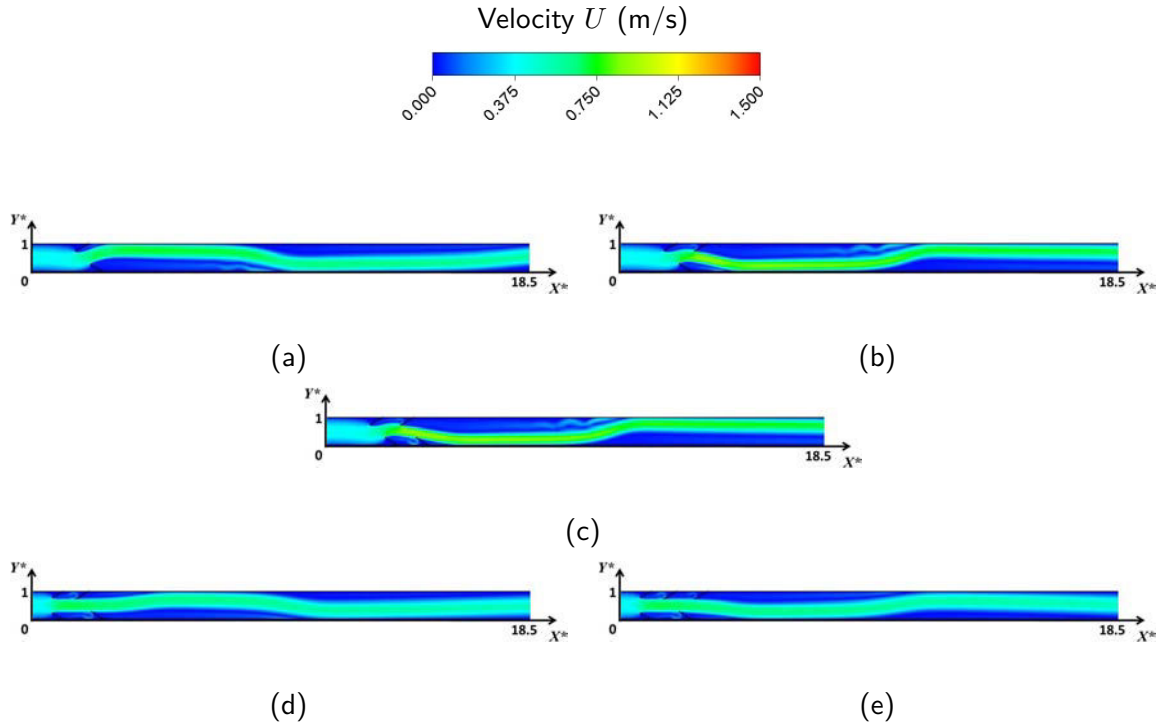 Velocity U (m/s)
0.000 0.375 0.750 1.125 1.500
Y* Y*
1 1
0 18.5 X* 0 18.5 X*
(a) (b)
Y*
1
0 18.5 X*
(c)
Y* Y*
1 1
0 18.5 X* 0 18.5 X*
(d) (e)